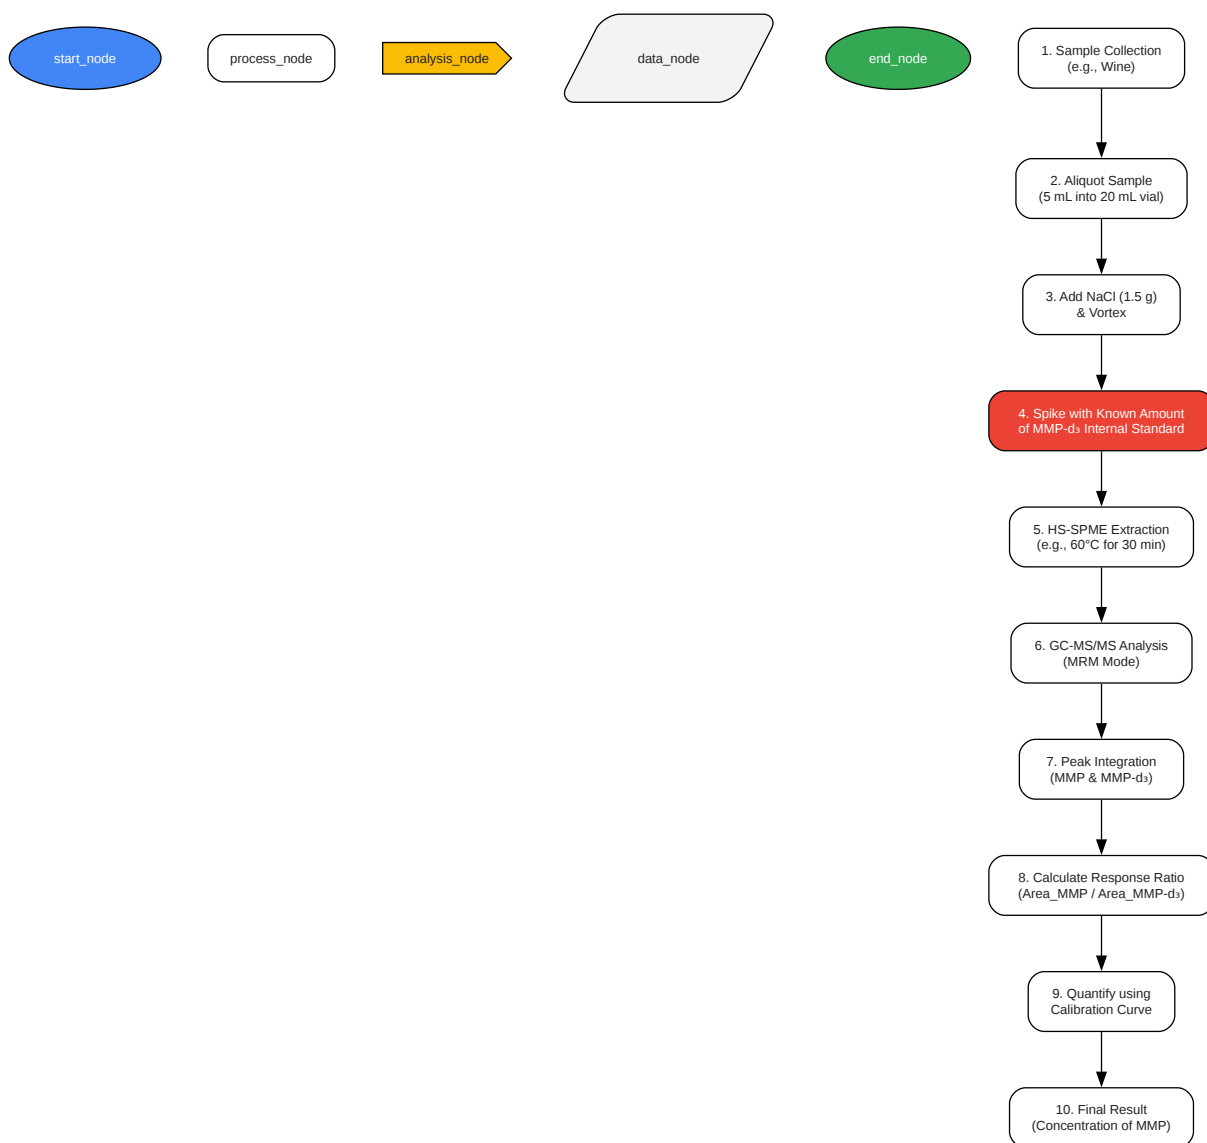 start_node
process_node
analysis_node
data_node
end_node
1. Sample Collection
(e.g., Wine)
2. Aliquot Sample
(5 mL into 20 mL vial)
3. Add NaCl (1.5 g)
& Vortex
4. Spike with Known Amount
of MMP-d₃ Internal Standard
5. HS-SPME Extraction
(e.g., 60°C for 30 min)
6. GC-MS/MS Analysis
(MRM Mode)
7. Peak Integration
(MMP & MMP-d₃)
8. Calculate Response Ratio
(Area_MMP / Area_MMP-d₃)
9. Quantify using
Calibration Curve
10. Final Result
(Concentration of MMP)